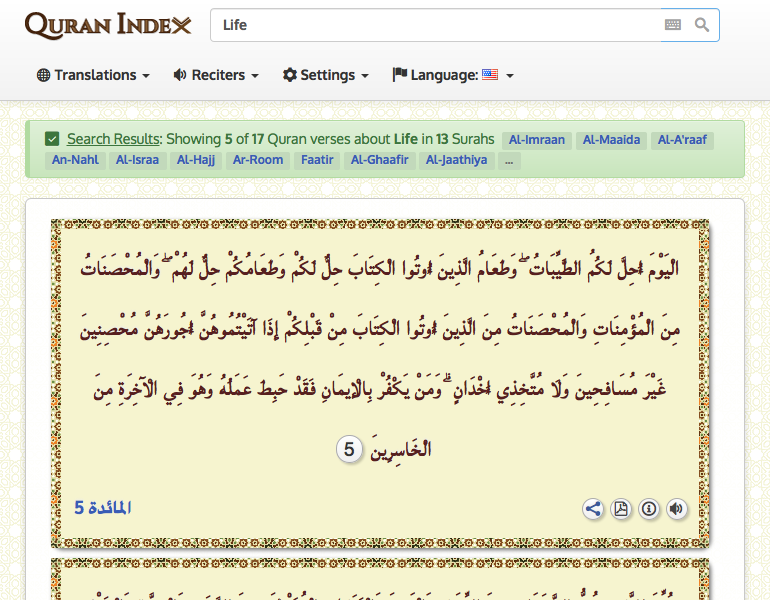 QURAN INDEX
Life
Translations
Reciters
Settings
Language:
Search Results: Showing 5 of 17 Quran verses about Life in 13 Surahs Al-Imraan Al-Maaida Al-A'raaf
An-Nahl Al-Israa Al-Hajj Ar-Room Faatir Al-Ghaafir Al-Jaathiya ...
الْيَوْمَ أُحِلَّ لَكُمُ الطَّيِّبَاتُ ۖ وَطَعَامُ الَّذِينَ أُوتُوا الْكِتَابَ حِلٌّ لَكُمْ وَطَعَامُكُمْ حِلٌّ لَهُمْ ۖ وَالْمُحْصَنَاتُ
مِنَ الْمُؤْمِنَاتِ وَالْمُحْصَنَاتُ مِنَ الَّذِينَ أُوتُوا الْكِتَابَ مِنْ قَبْلِكُمْ إِذَا آتَيْتُمُوهُنَّ أُجُورَهُنَّ مُحْصِنِينَ
غَيْرَ مُسَافِحِينَ وَلَا مُتَّخِذِي أَخْدَانٍ ۗ وَمَنْ يَكْفُرْ بِالْإِيمَانِ فَقَدْ حَبِطَ عَمَلُهُ وَهُوَ فِي الْآخِرَةِ مِنَ
الْخَاسِرِينَ 5
المائدة 5